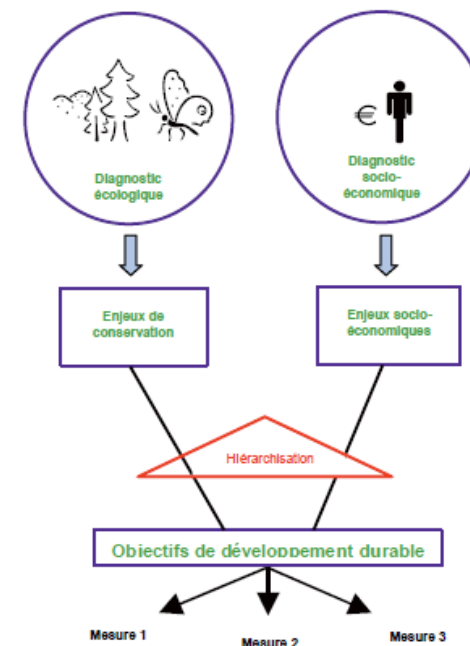 €
Diagnostic
écologique
Diagnostic
socio-
économique
Enjeux de
conservation
Enjeux socio-
économiques
Hiérarchisation
Objectifs de développement durable
Mesure 1
Mesure 2
Mesure 3